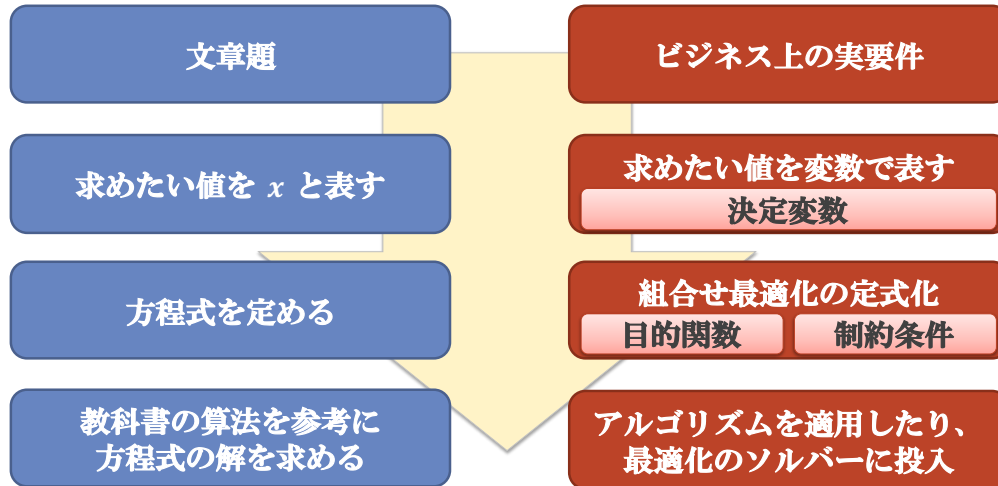 文章題
ビジネス上の実要件
求めたい値を x と表す
求めたい値を変数で表す
決定変数
方程式を定める
組合せ最適化の定式化
目的関数
制約条件
教科書の算法を参考に
方程式の解を求める
アルゴリズムを適用したり、
最適化のソルバーに投入